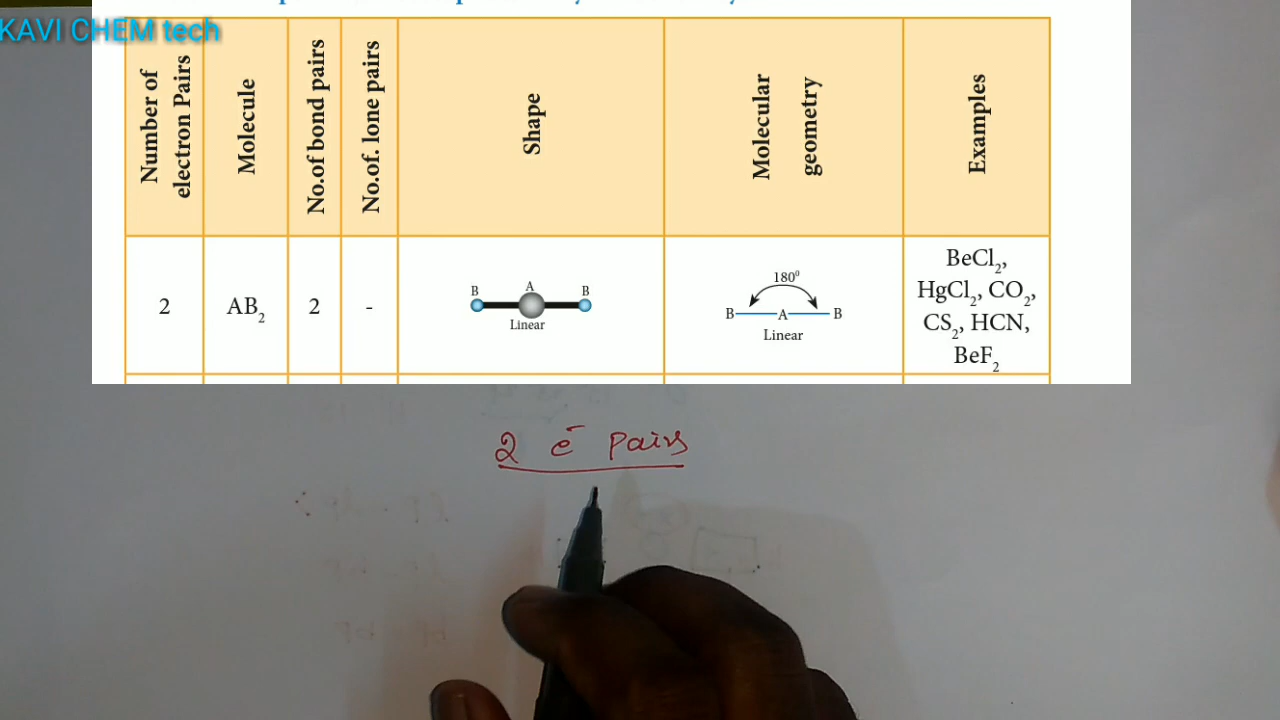 KAVI CHEM tech
Number of
electron Pairs
Molecule
No.of bond pairs
No.of. lone pairs
Shape
Molecular
geometry
Examples
2
AB₂
2
-
B A B
Linear
180⁰
B A B
Linear
BeCl₂,
HgCl₂, CO₂,
CS₂, HCN,
BeF₂
2 e⁻ Pairs